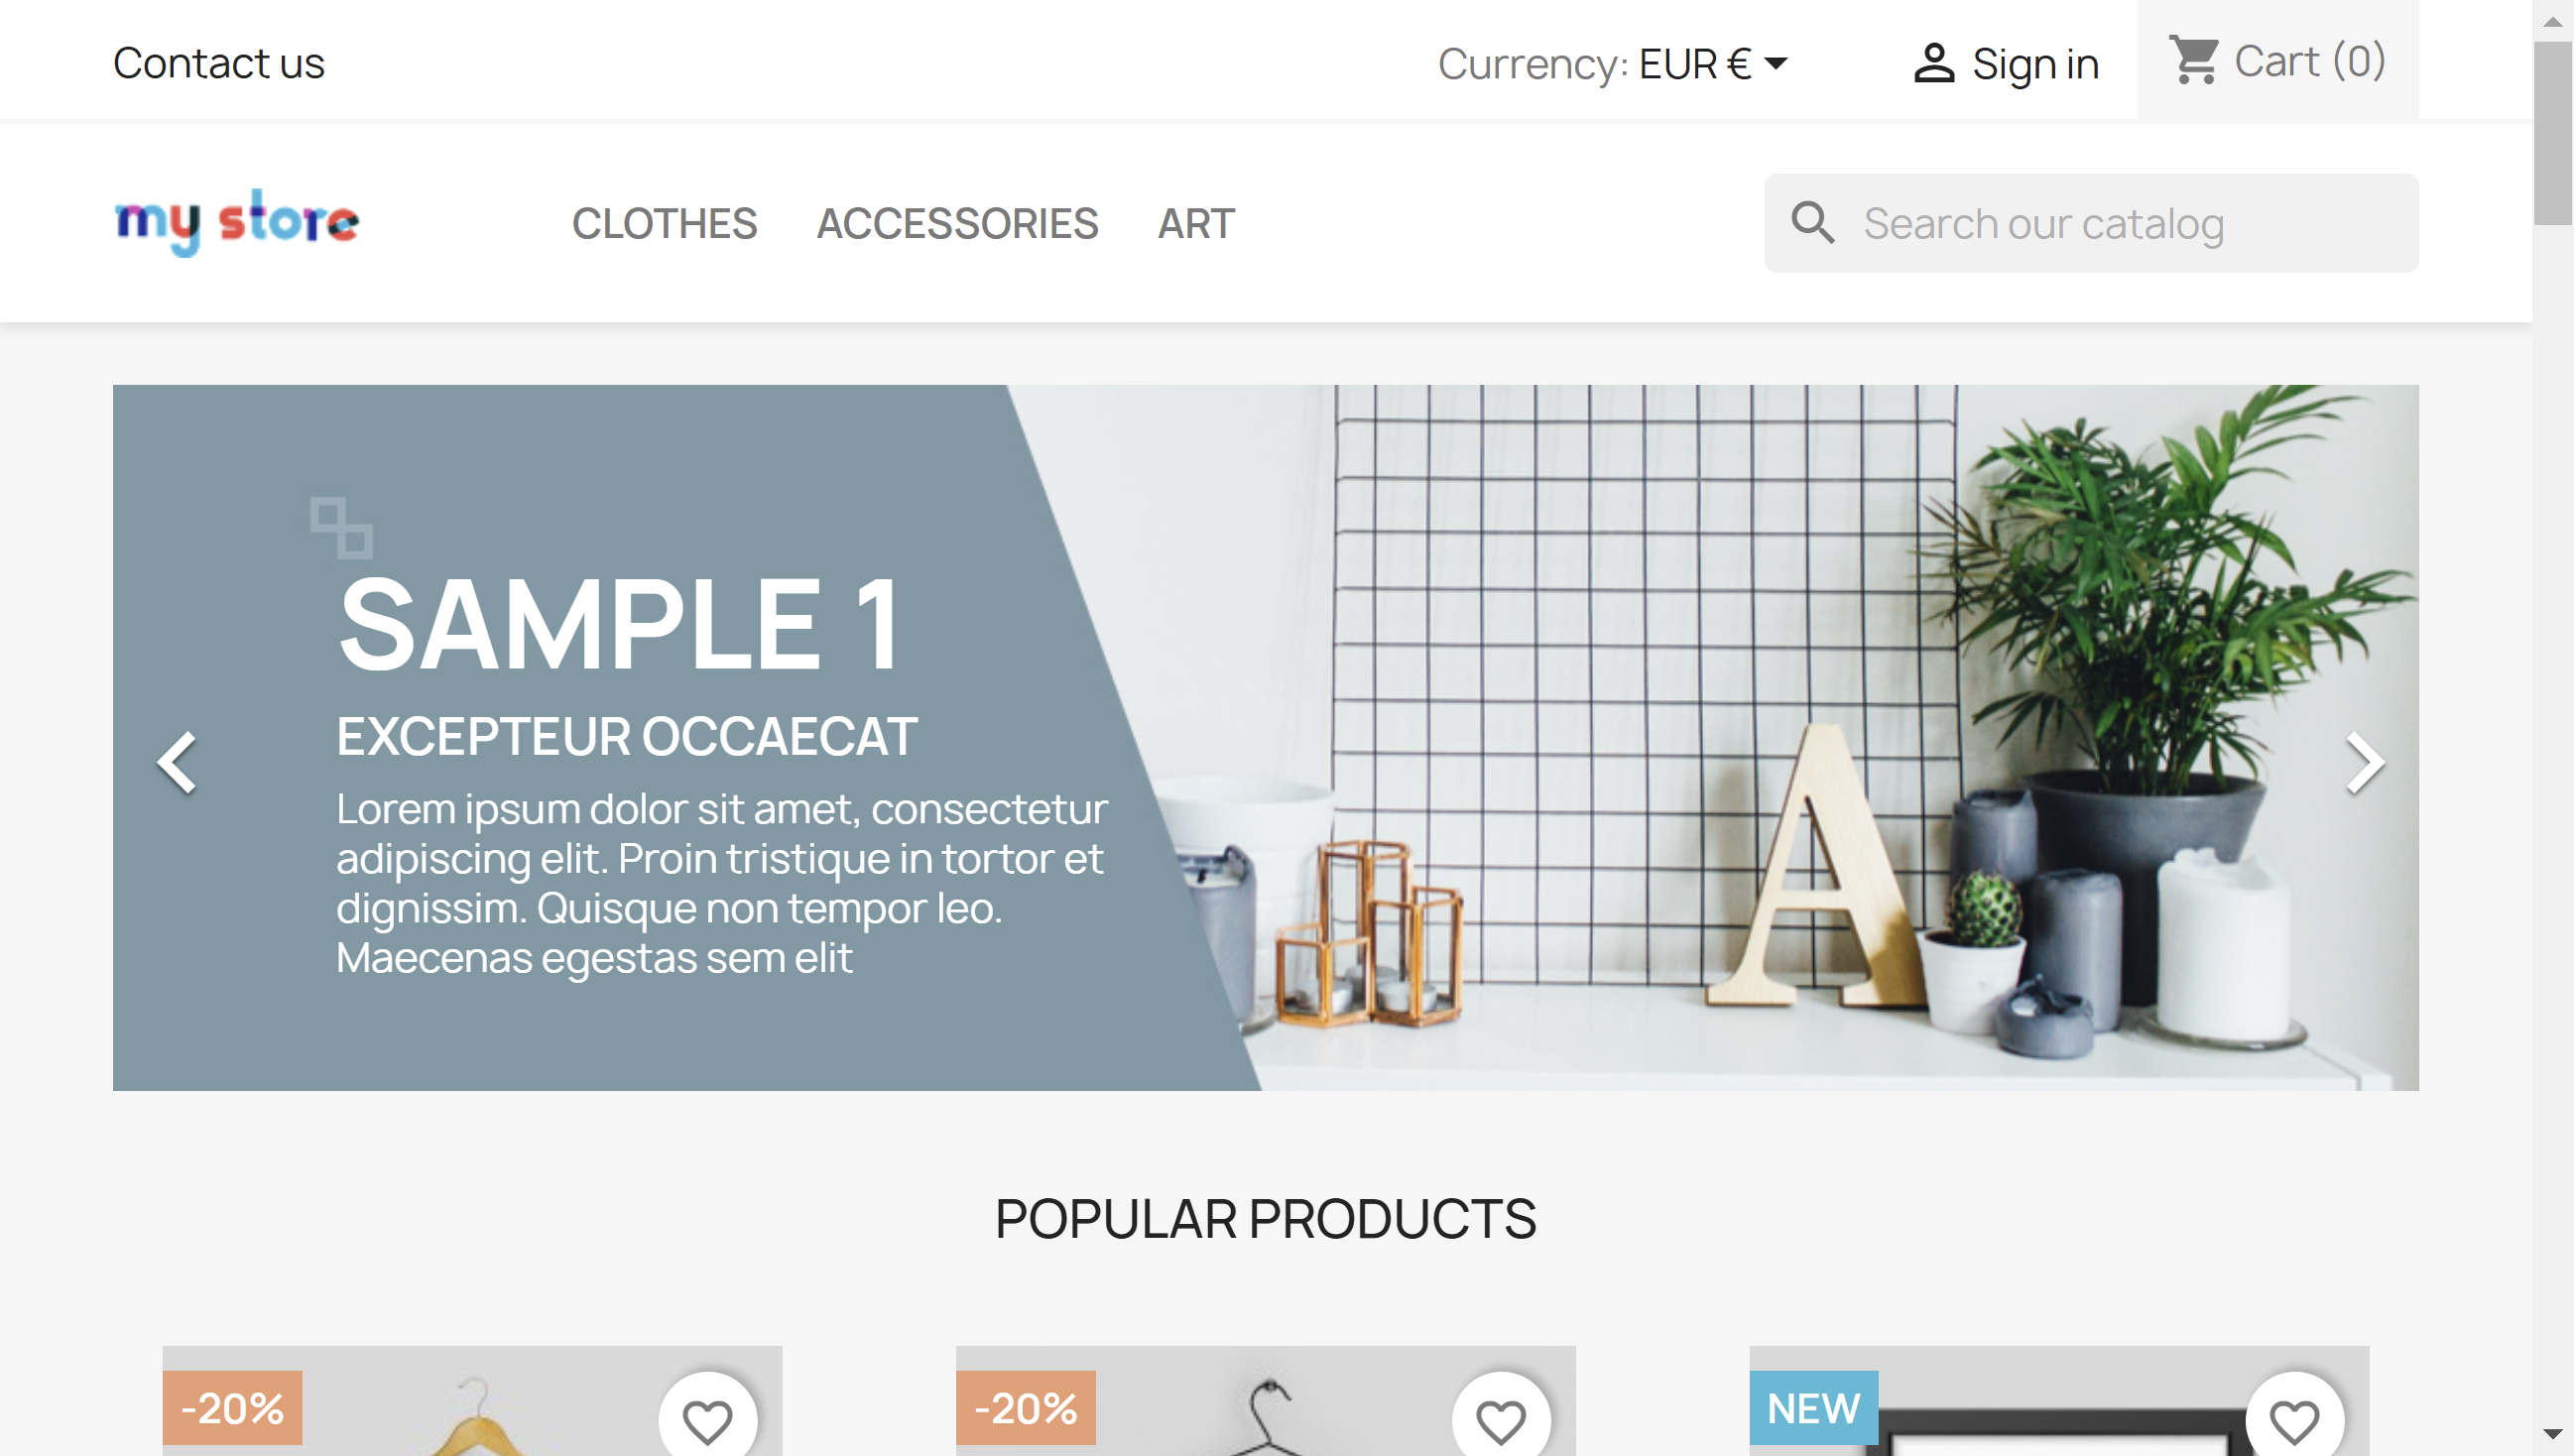 Contact us
Currency: EUR €
Sign in
Cart (0)
my store
CLOTHES
ACCESSORIES
ART
Search our catalog
SAMPLE 1
EXCEPTEUR OCCAECAT
Lorem ipsum dolor sit amet, consectetur
adipiscing elit. Proin tristique in tortor et
dignissim. Quisque non tempor leo.
Maecenas egestas sem elit
A
POPULAR PRODUCTS
-20%
-20%
NEW